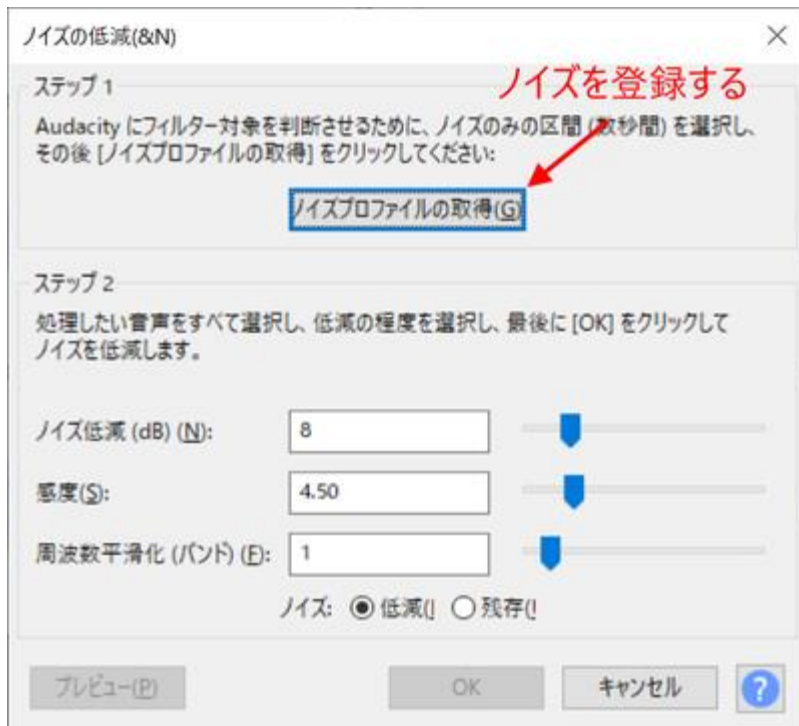 ノイズの低減(&N)
ステップ 1
ノイズを登録する
Audacity にフィルター対象を判断させるために、ノイズのみの区間 (数秒間) を選択し、
その後 [ノイズプロファイルの取得] をクリックしてください:
ノイズプロファイルの取得(G)
ステップ 2
処理したい音声をすべて選択し、低減の程度を選択し、最後に [OK] をクリックして
ノイズを低減します。
ノイズ低減 (dB) (N): 8
感度(S): 4.50
周波数平滑化 (バンド) (F): 1
ノイズ: 低減( 残存(
プレビュー(P) OK キャンセル ?